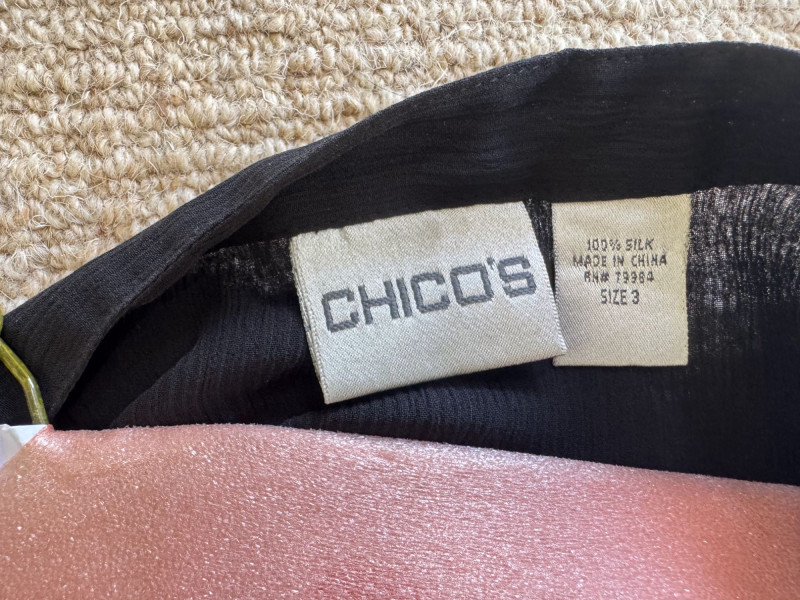 CHICO'S
100% SILK
MADE IN CHINA
RN# 79984
SIZE 3